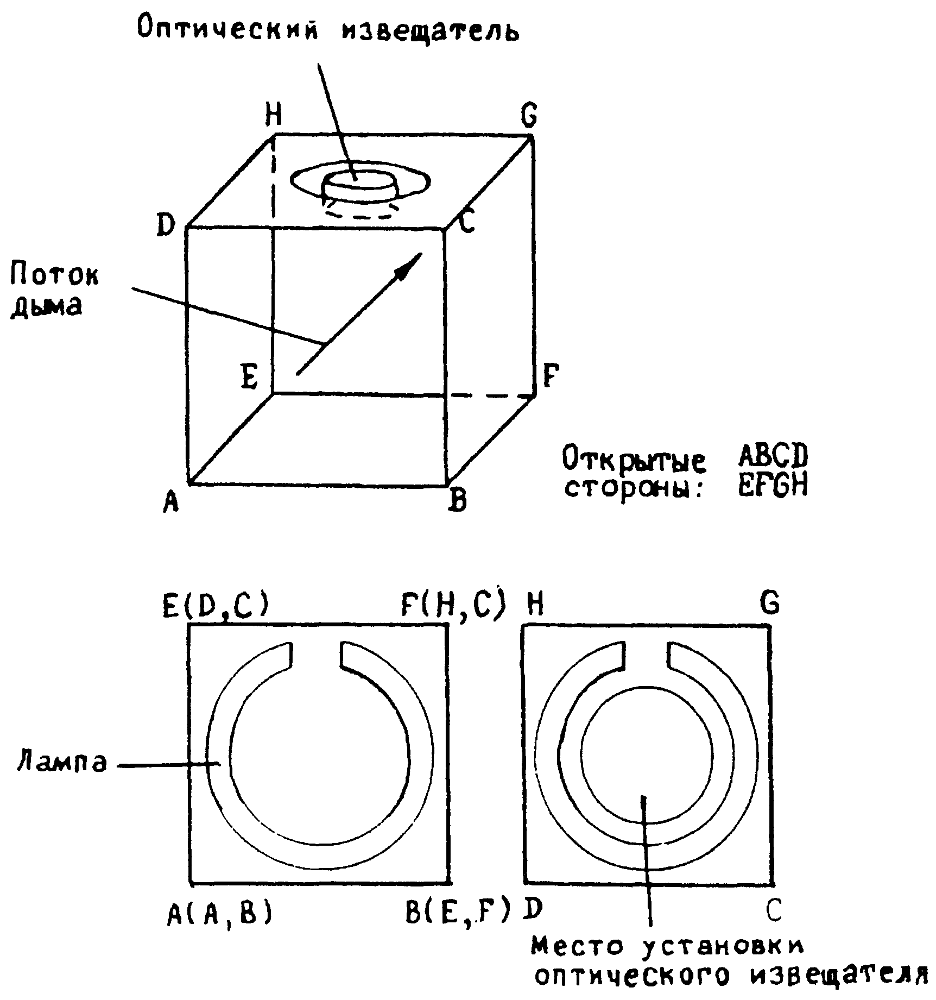 Оптический извещатель
H G
D C
Поток
дыма
E F
Открытые ABCD
стороны: EFGH
A B
E(D,C) F(H,C) H G
Лампа
A(A,B) B(E,F) D C
Место установки
оптического извещателя